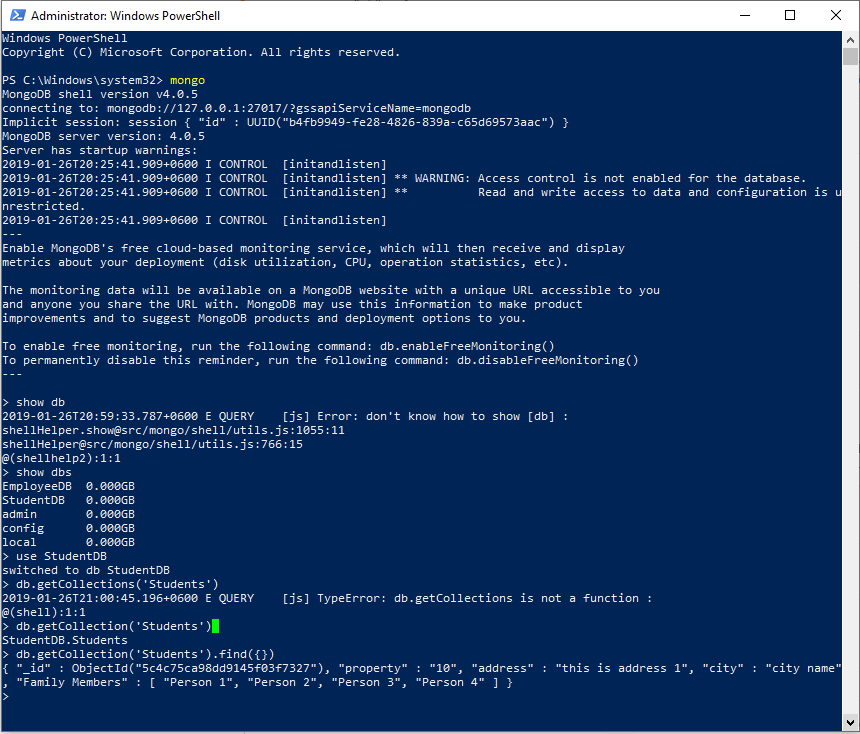 Administrator: Windows PowerShell
Windows PowerShell
Copyright (C) Microsoft Corporation. All rights reserved.
PS C:\Windows\system32> mongo
MongoDB shell version v4.0.5
connecting to: mongodb://127.0.0.1:27017/?gssapiServiceName=mongodb
Implicit session: session { "id" : UUID("b4fb9949-fe28-4826-839a-c65d69573aac") }
MongoDB server version: 4.0.5
Server has startup warnings:
2019-01-26T20:25:41.909+0600 I CONTROL  [initandlisten]
2019-01-26T20:25:41.909+0600 I CONTROL  [initandlisten] ** WARNING: Access control is not enabled for the database.
2019-01-26T20:25:41.909+0600 I CONTROL  [initandlisten] **          Read and write access to data and configuration is u
nrestricted.
2019-01-26T20:25:41.909+0600 I CONTROL  [initandlisten]
---
Enable MongoDB's free cloud-based monitoring service, which will then receive and display
metrics about your deployment (disk utilization, CPU, operation statistics, etc).
The monitoring data will be available on a MongoDB website with a unique URL accessible to you
and anyone you share the URL with. MongoDB may use this information to make product
improvements and to suggest MongoDB products and deployment options to you.
To enable free monitoring, run the following command: db.enableFreeMonitoring()
To permanently disable this reminder, run the following command: db.disableFreeMonitoring()
---
> show db
2019-01-26T20:59:33.787+0600 E QUERY    [js] Error: don't know how to show [db] :
shellHelper.show@src/mongo/shell/utils.js:1055:11
shellHelper@src/mongo/shell/utils.js:766:15
@(shellhelp2):1:1
> show dbs
EmployeeDB  0.000GB
StudentDB   0.000GB
admin       0.000GB
config      0.000GB
local       0.000GB
> use StudentDB
switched to db StudentDB
> db.getCollections('Students')
2019-01-26T21:00:45.196+0600 E QUERY    [js] TypeError: db.getCollections is not a function :
@(shell):1:1
> db.getCollection('Students')
StudentDB.Students
> db.getCollection('Students').find({})
{ "_id" : ObjectId("5c4c75ca98dd9145f03f7327"), "property" : "10", "address" : "this is address 1", "city" : "city name"
, "Family Members" : [ "Person 1", "Person 2", "Person 3", "Person 4" ] }
>